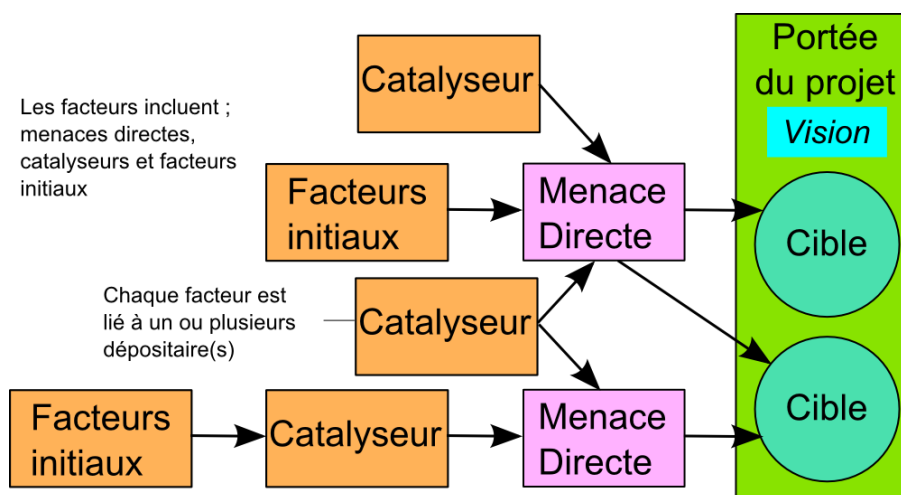 Portée
du projet
Vision
Catalyseur
Les facteurs incluent ;
menaces directes,
catalyseurs et facteurs
initiaux
Facteurs
initiaux
Menace
Directe
Cible
Chaque facteur est
lié à un ou plusieurs
dépositaire(s)
Catalyseur
Facteurs
initiaux
Catalyseur
Menace
Directe
Cible